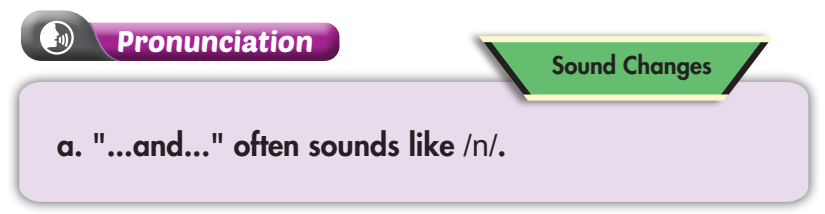 Pronunciation
Sound Changes
a. "...and..." often sounds like /n/.